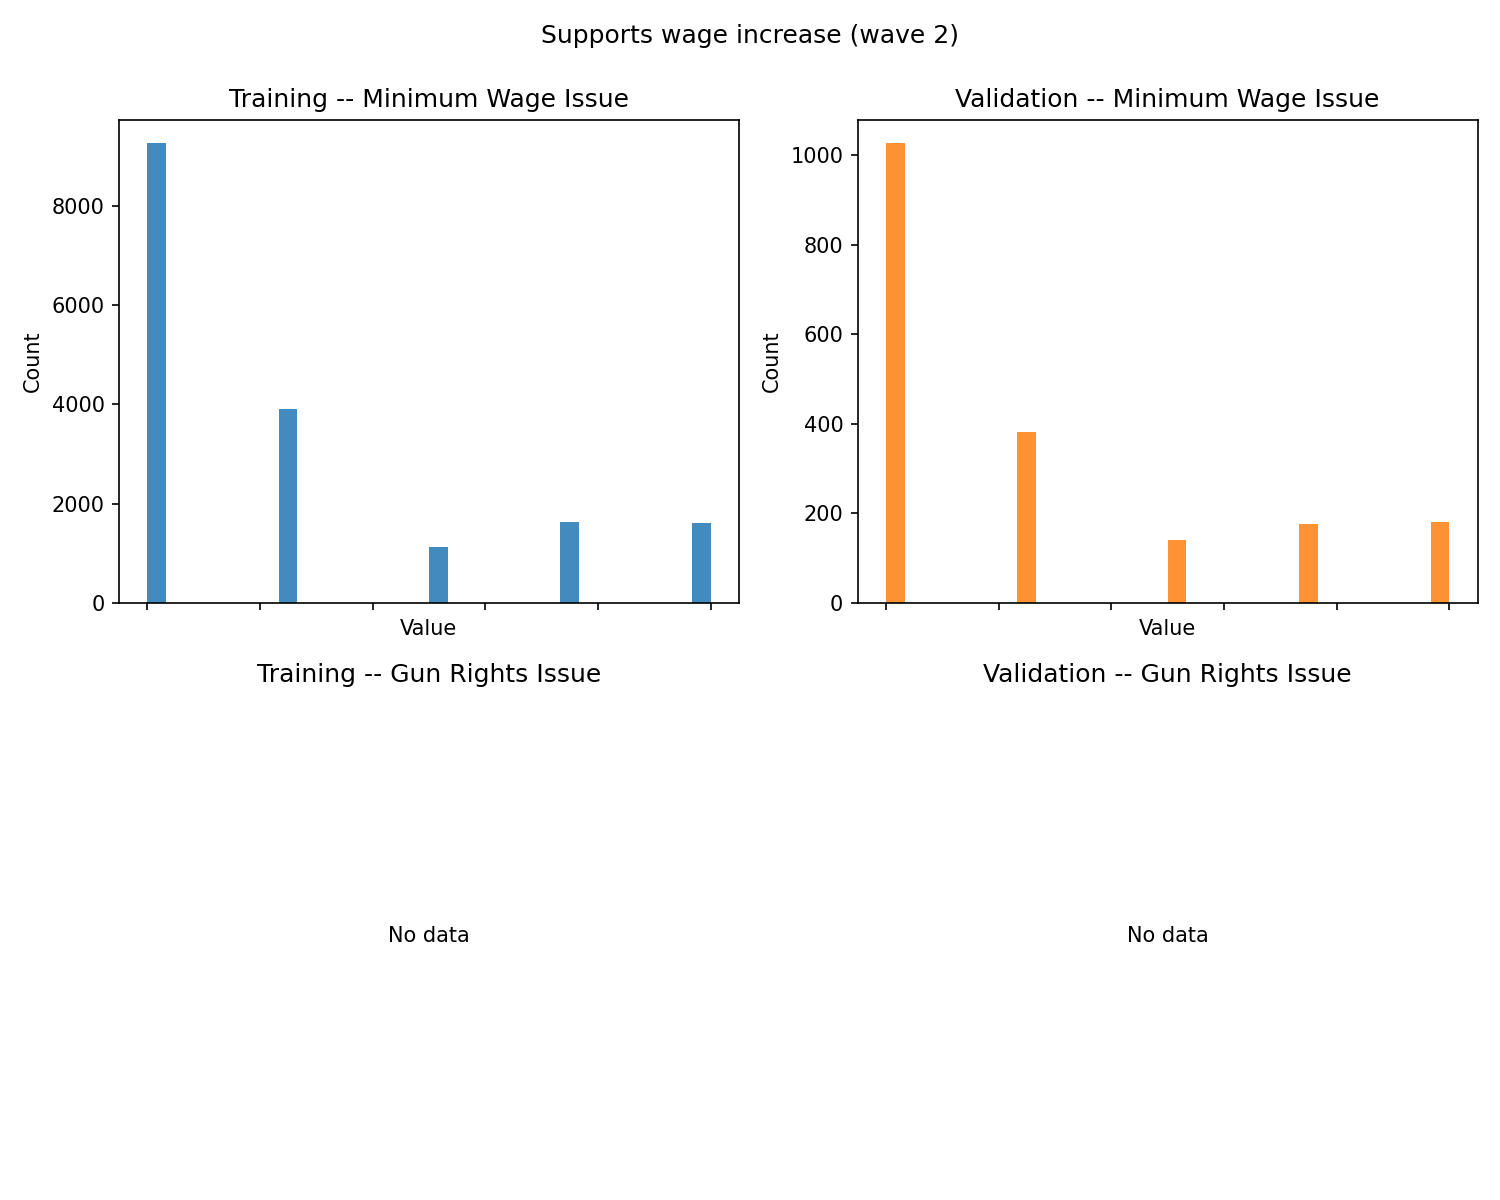 Supports wage increase (wave 2)
Training -- Minimum Wage Issue
8000
6000
4000
2000
0
Count
Value
Validation -- Minimum Wage Issue
1000
800
600
400
200
0
Count
Value
Training -- Gun Rights Issue
No data
Validation -- Gun Rights Issue
No data